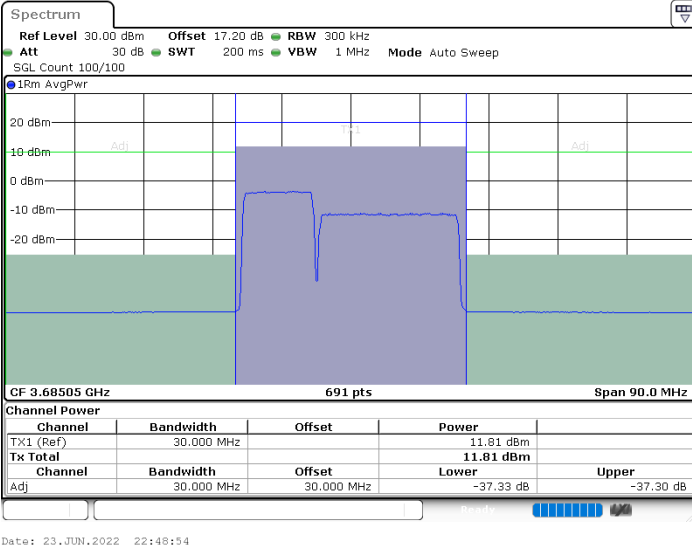 Spectrum
Ref Level 30.00 dBm Offset 17.20 dB RBW 300 kHz
Att 30 dB SWT 200 ms VBW 1 MHz Mode Auto Sweep
SGL Count 100/100
1Rm AvgPwr
20 dBm
TX1
Adj Adj
10 dBm
0 dBm
-10 dBm
-20 dBm
CF 3.68505 GHz 691 pts Span 90.0 MHz
Channel Power
Channel Bandwidth Offset Power
TX1 (Ref) 30.000 MHz 11.81 dBm
Tx Total 11.81 dBm
Channel Bandwidth Offset Lower Upper
Adj 30.000 MHz 30.000 MHz -37.33 dB -37.30 dB
Ready
Date: 23.JUN.2022 22:48:54